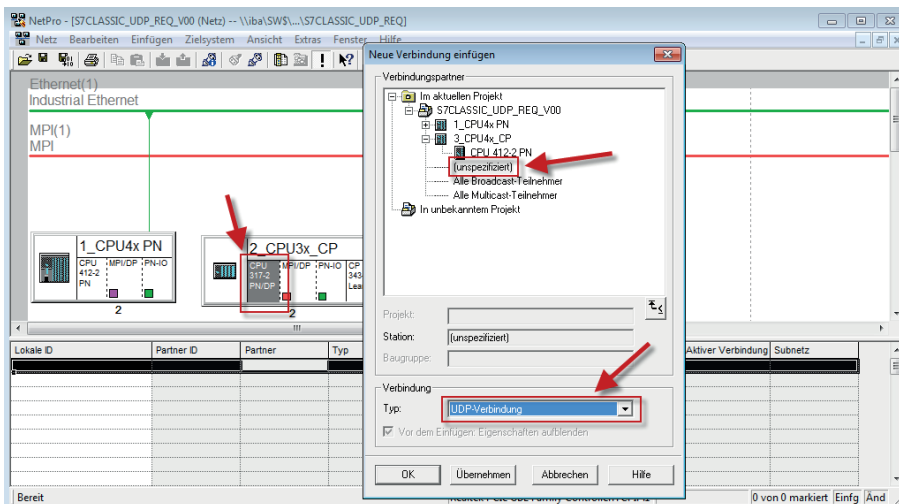 NetPro - [S7CLASSIC_UDP_REQ_V00 (Netz) -- \\iba\SWS\...\S7CLASSIC_UDP_REQ]
Netz Bearbeiten Einfügen Zielsystem Ansicht Extras Fenster Hilfe
Ethernet(1)
Industrial Ethernet
MPI(1)
MPI
1_CPU4x PN
CPU 412-2 PN
MPI/DP
PN-IO
2
2_CPU3x_CP
CPU 317-2 PN/DP
MPI/DP
PN-IO
CP
2
Lokale ID
Partner ID
Partner
Typ
Aktiver Verbindung
Subnetz
Neue Verbindung einfügen
Verbindungspartner
Im aktuellen Projekt
S7CLASSIC_UDP_REQ_V00
1_CPU4x PN
3_CPU4x_CP
CPU 412-2 PN
(unspezifiziert)
Alle Broadcast-Teilnehmer
Alle Multicast-Teilnehmer
In unbekanntem Projekt
Projekt:
Station: (unspezifiziert)
Baugruppe:
Verbindung
Typ: UDP-Verbindung
Vor dem Einfügen: Eigenschaften aufblenden
OK
Übernehmen
Abbrechen
Hilfe
Bereit
0 von 0 markiert
Einfg
Änd